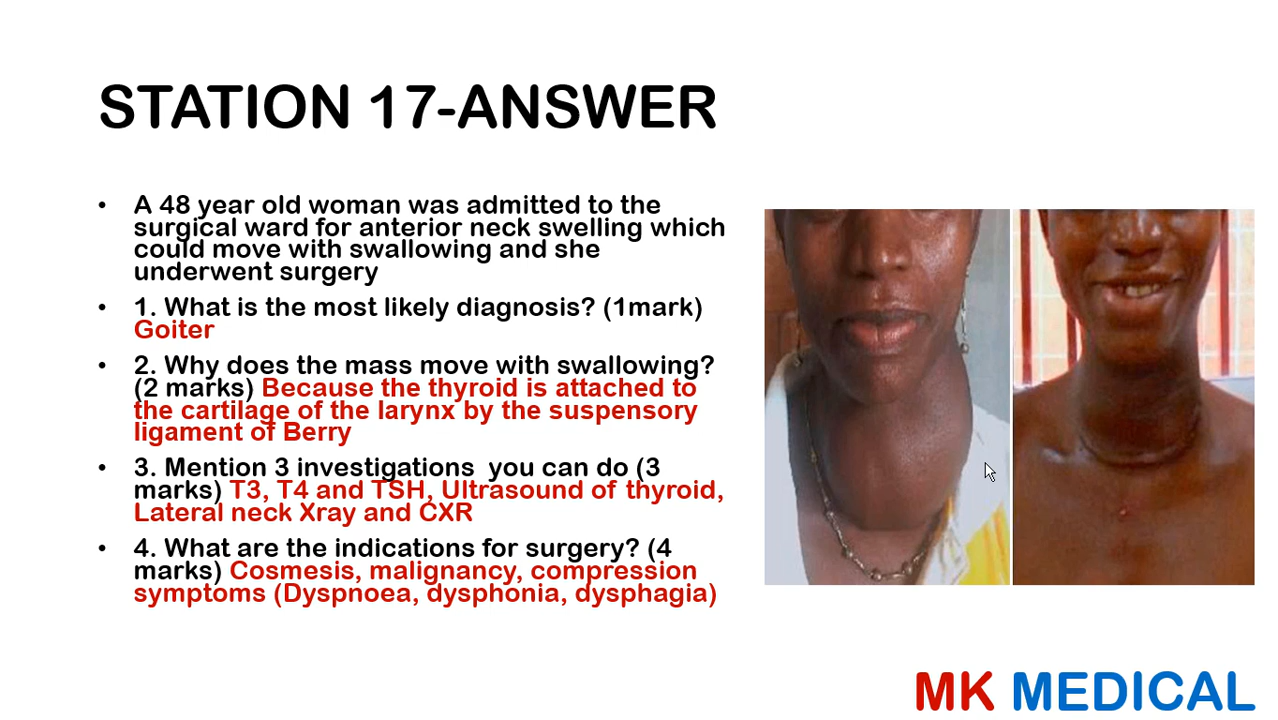 STATION 17-ANSWER
• A 48 year old woman was admitted to the
surgical ward for anterior neck swelling which
could move with swallowing and she
underwent surgery
• 1. What is the most likely diagnosis? (1mark)
Goiter
• 2. Why does the mass move with swallowing?
(2 marks) Because the thyroid is attached to
the cartilage of the larynx by the suspensory
ligament of Berry
• 3. Mention 3 investigations  you can do (3
marks) T3, T4 and TSH, Ultrasound of thyroid,
Lateral neck Xray and CXR
• 4. What are the indications for surgery? (4
marks) Cosmesis, malignancy, compression
symptoms (Dyspnoea, dysphonia, dysphagia)
MK MEDICAL